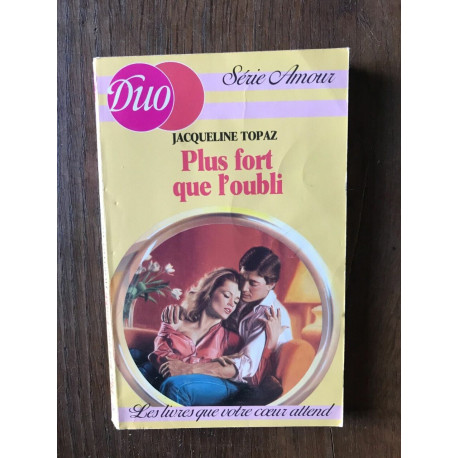 Duo
Série Amour
JACQUELINE TOPAZ
Plus fort
que l'oubli
Les livres que votre cœur attend